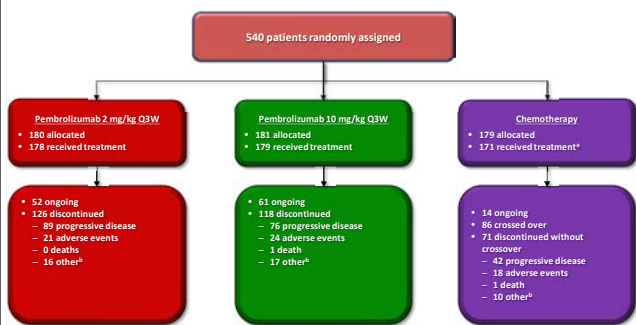 540 patients randomly assigned
Pembrolizumab 2 mg/kg Q3W
• 180 allocated
• 178 received treatment
Pembrolizumab 10 mg/kg Q3W
• 181 allocated
• 179 received treatment
Chemotherapy
• 179 allocated
• 171 received treatmentᵃ
• 52 ongoing
• 126 discontinued
– 89 progressive disease
– 21 adverse events
– 0 deaths
– 16 otherᵇ
• 61 ongoing
• 118 discontinued
– 76 progressive disease
– 24 adverse events
– 1 death
– 17 otherᵇ
• 14 ongoing
• 86 crossed over
• 71 discontinued without
crossover
– 42 progressive disease
– 18 adverse events
– 1 death
– 10 otherᵇ